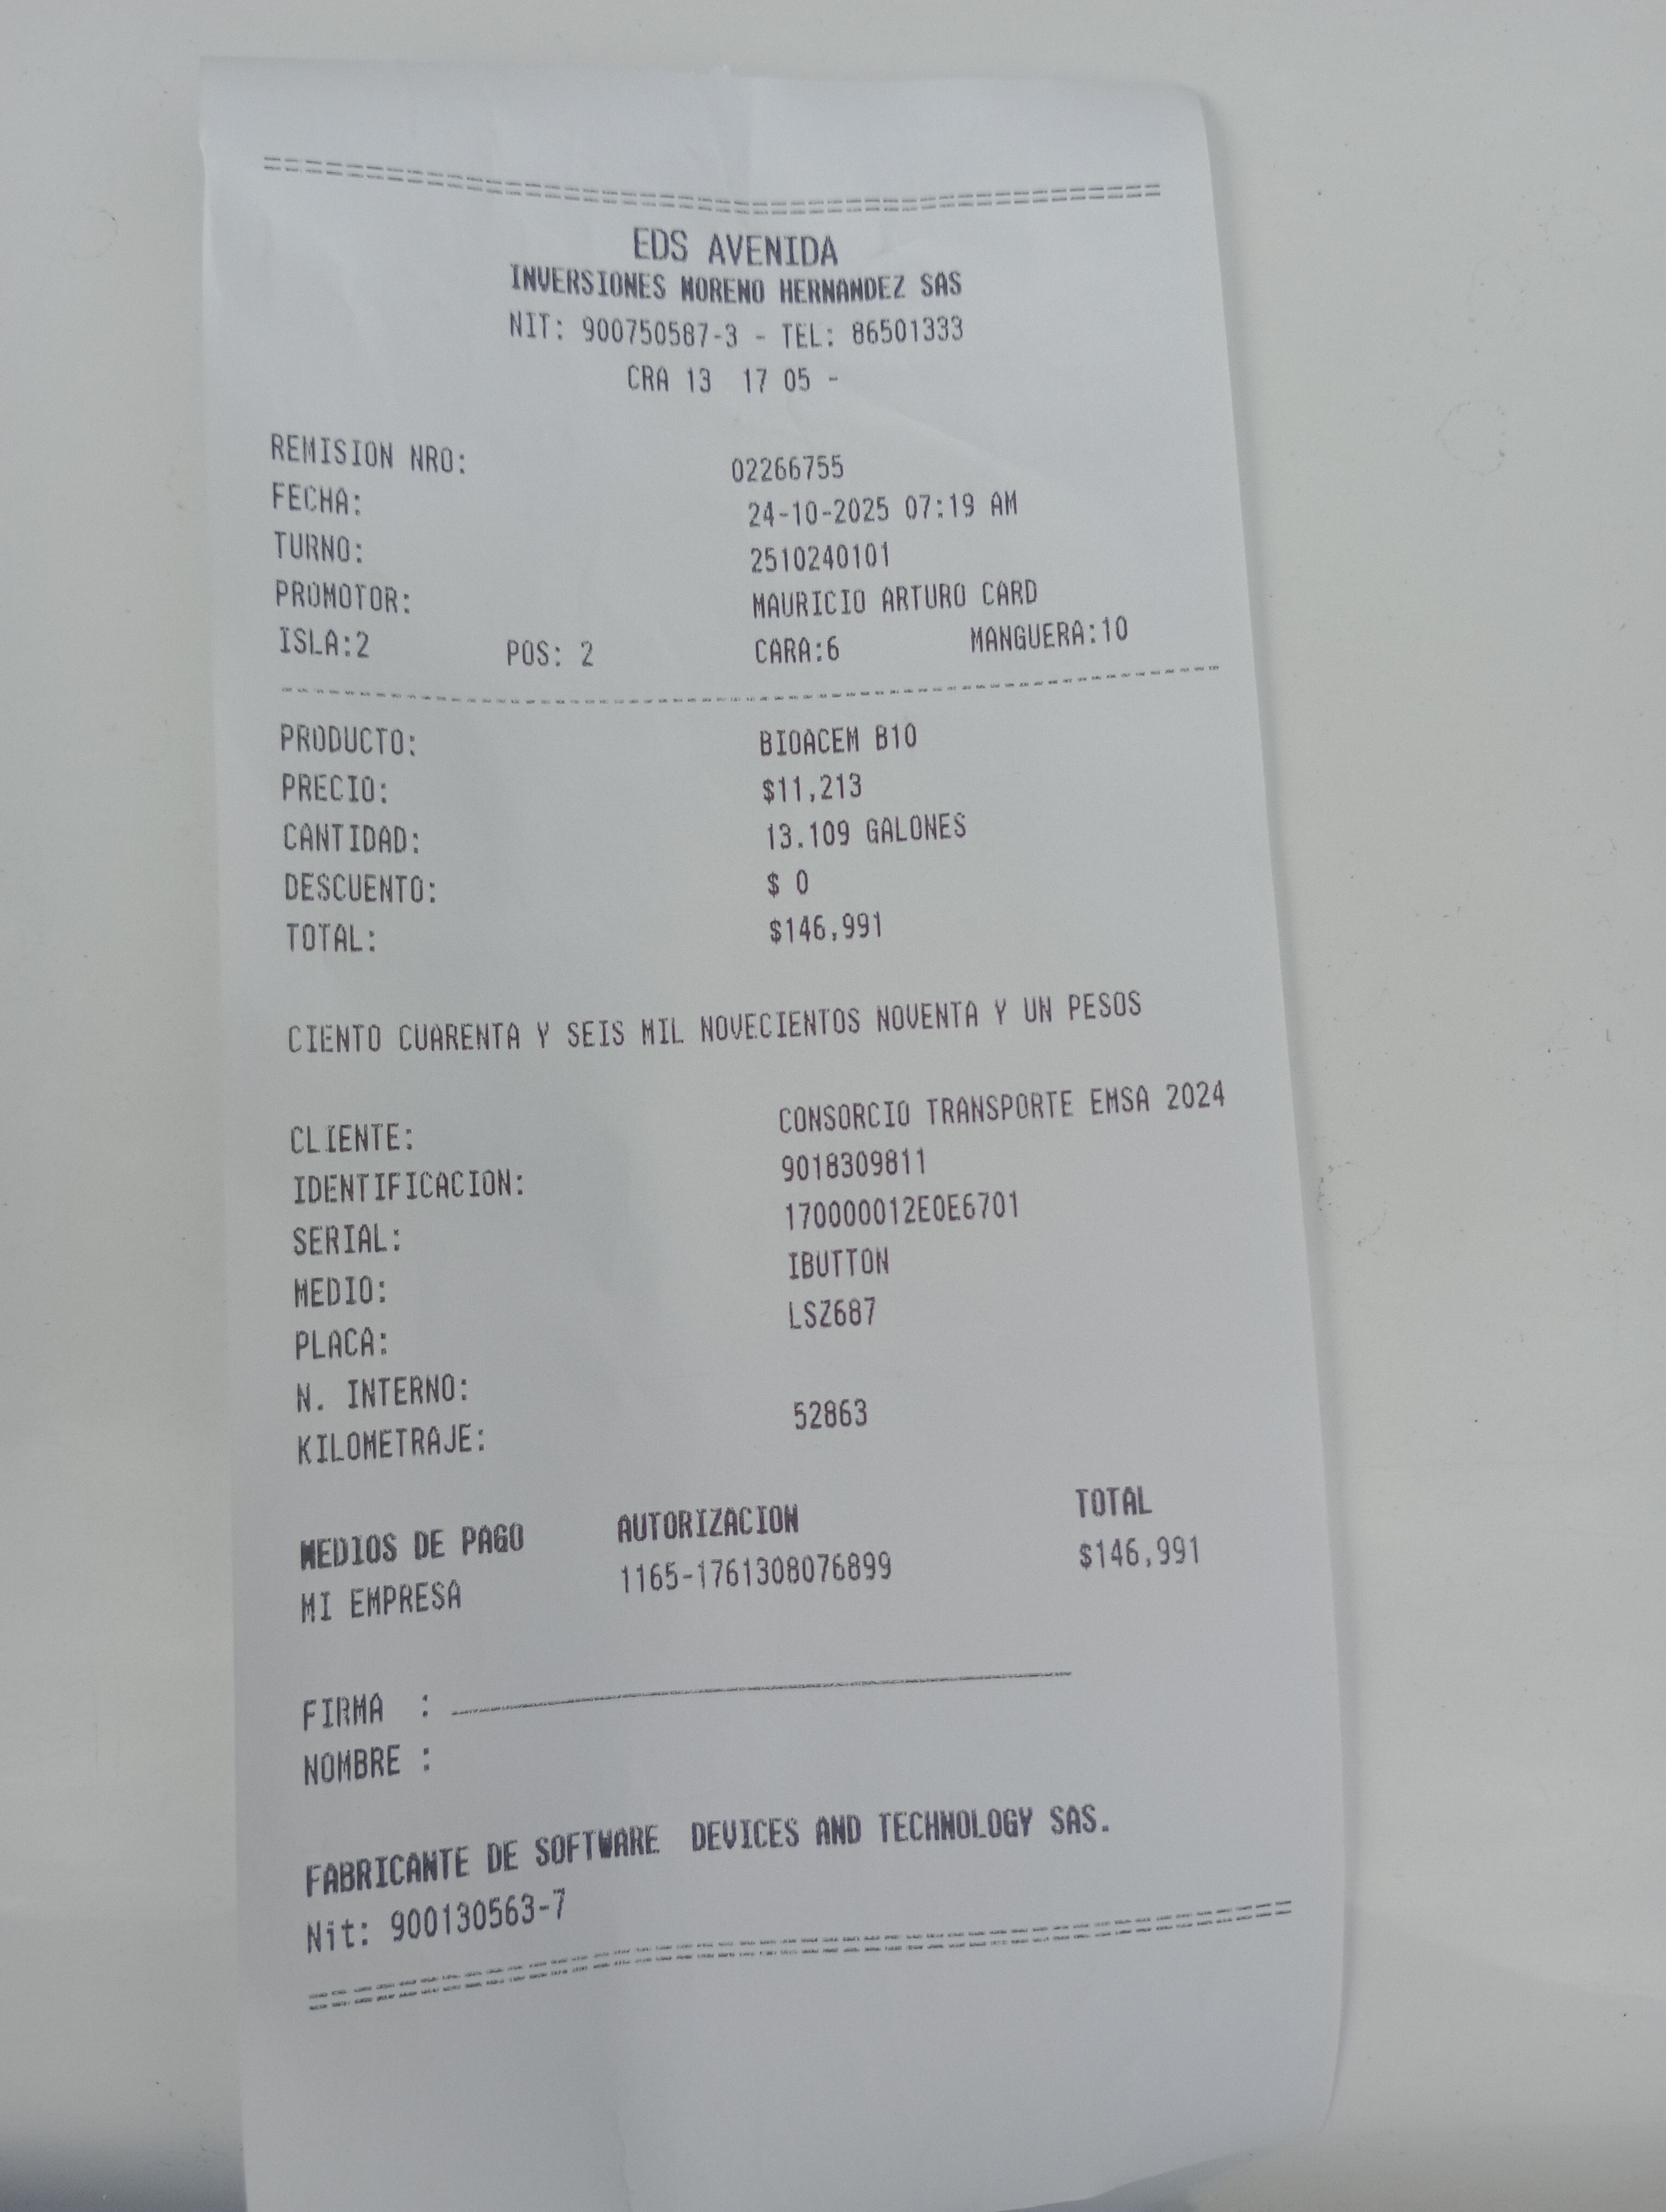 EDS AVENIDA
INVERSIONES MORENO HERNANDEZ SAS
NIT: 900750587-3 - TEL: 86501333
CRA 13 17 05 -
REMISION NRO: 02266755
FECHA: 24-10-2025 07:19 AM
TURNO: 2510240101
PROMOTOR: MAURICIO ARTURO CARD
ISLA:2 POS: 2 CARA:6 MANGUERA:10
PRODUCTO: BIOACEM B10
PRECIO: $11,213
CANTIDAD: 13.109 GALONES
DESCUENTO: $ 0
TOTAL: $146,991
CIENTO CUARENTA Y SEIS MIL NOVECIENTOS NOVENTA Y UN PESOS
CLIENTE: CONSORCIO TRANSPORTE EMSA 2024
IDENTIFICACION: 9018309811
SERIAL: 170000012E0E6701
MEDIO: IBUTTON
PLACA: LSZ687
N. INTERNO:
KILOMETRAJE: 52863
MEDIOS DE PAGO AUTORIZACION TOTAL
MI EMPRESA 1165-1761308076899 $146,991
FIRMA :
NOMBRE :
FABRICANTE DE SOFTWARE DEVICES AND TECHNOLOGY SAS.
Nit: 900130563-7